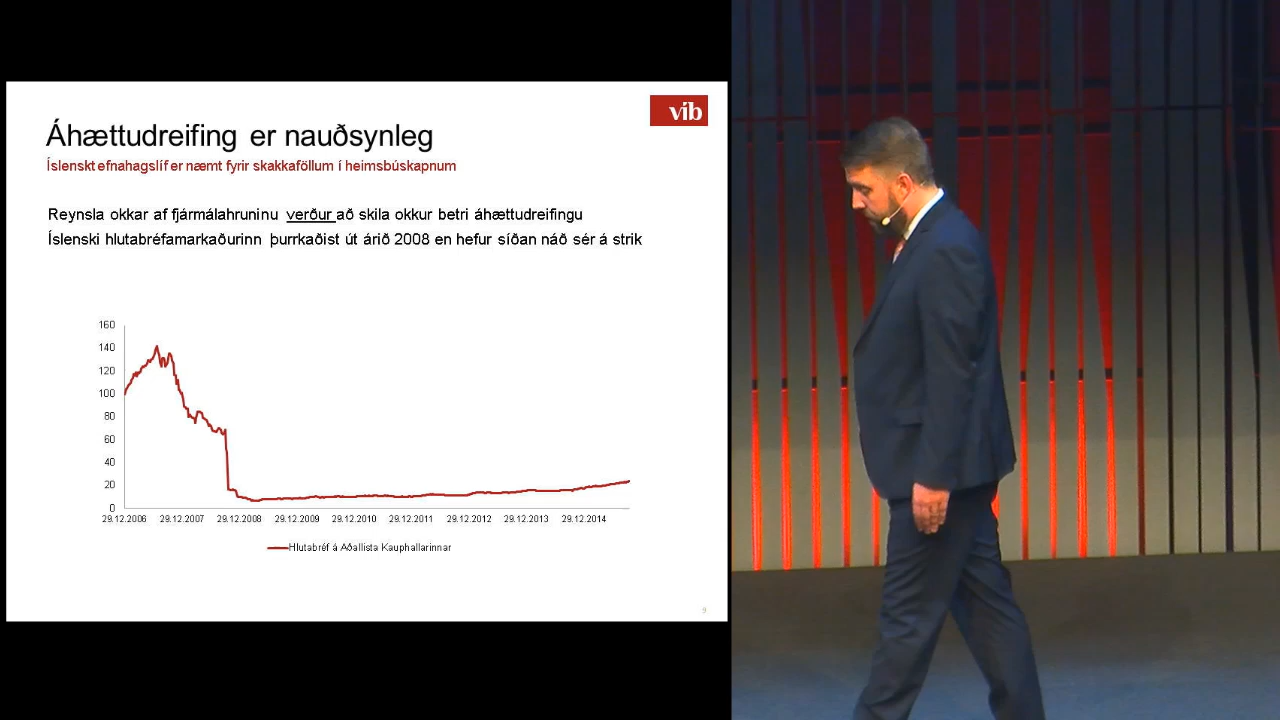 víb
Áhættudreifing er nauðsynleg
Íslenskt efnahagslíf er næmt fyrir skakkaföllum í heimsbúskapnum
Reynsla okkar af fjármálahruninu verður að skila okkur betri áhættudreifingu
Íslenski hlutabréfamarkaðurinn þurrkaðist út árið 2008 en hefur síðan náð sér á strik
160
140
120
100
80
60
40
20
0
29.12.2006 29.12.2007 29.12.2008 29.12.2009 29.12.2010 29.12.2011 29.12.2012 29.12.2013 29.12.2014
Hlutabréf á Aðallista Kauphallarinnar
9